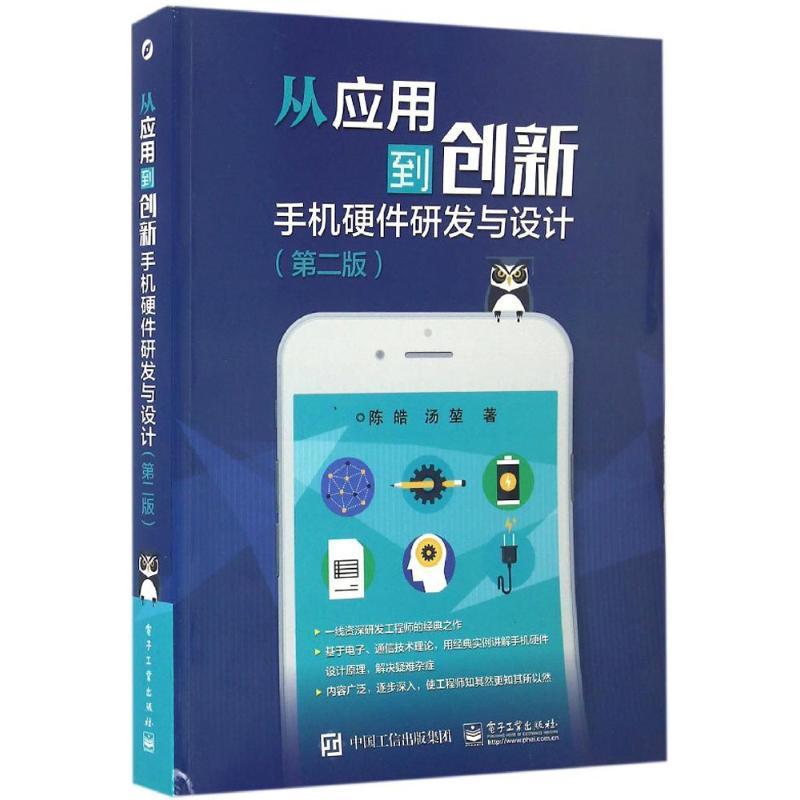 从应用
到创新
手机硬件研发与设计
（第二版）
陈皓 汤堃 著
一线资深研发工程师的经典之作
基于电子、通信技术理论，用经典实例讲解手机硬件
设计原理，解决疑难杂症
内容广泛，逐步深入，使工程师知其然更知其所以然
中国工信出版集团
电子工业出版社
从应用到创新手机硬件研发与设计（第二版）
电子工业出版社